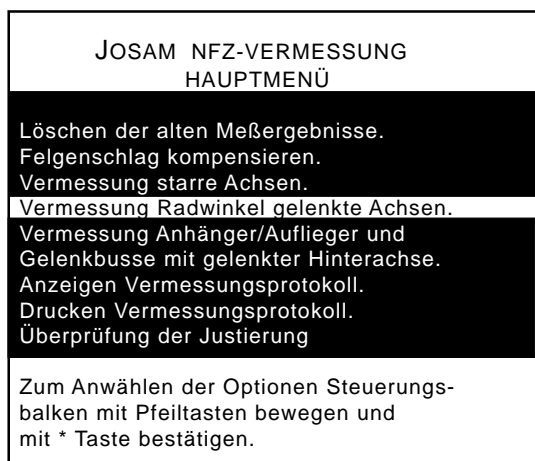 JOSAM NFZ-VERMESSUNG
HAUPTMENÜ
Löschen der alten Meßergebnisse.
Felgenschlag kompensieren.
Vermessung starre Achsen.
Vermessung Radwinkel gelenkte Achsen.
Vermessung Anhänger/Auflieger und
Gelenkbusse mit gelenkter Hinterachse.
Anzeigen Vermessungsprotokoll.
Drucken Vermessungsprotokoll.
Überprüfung der Justierung
Zum Anwählen der Optionen Steuerungs-
balken mit Pfeiltasten bewegen und
mit * Taste bestätigen.